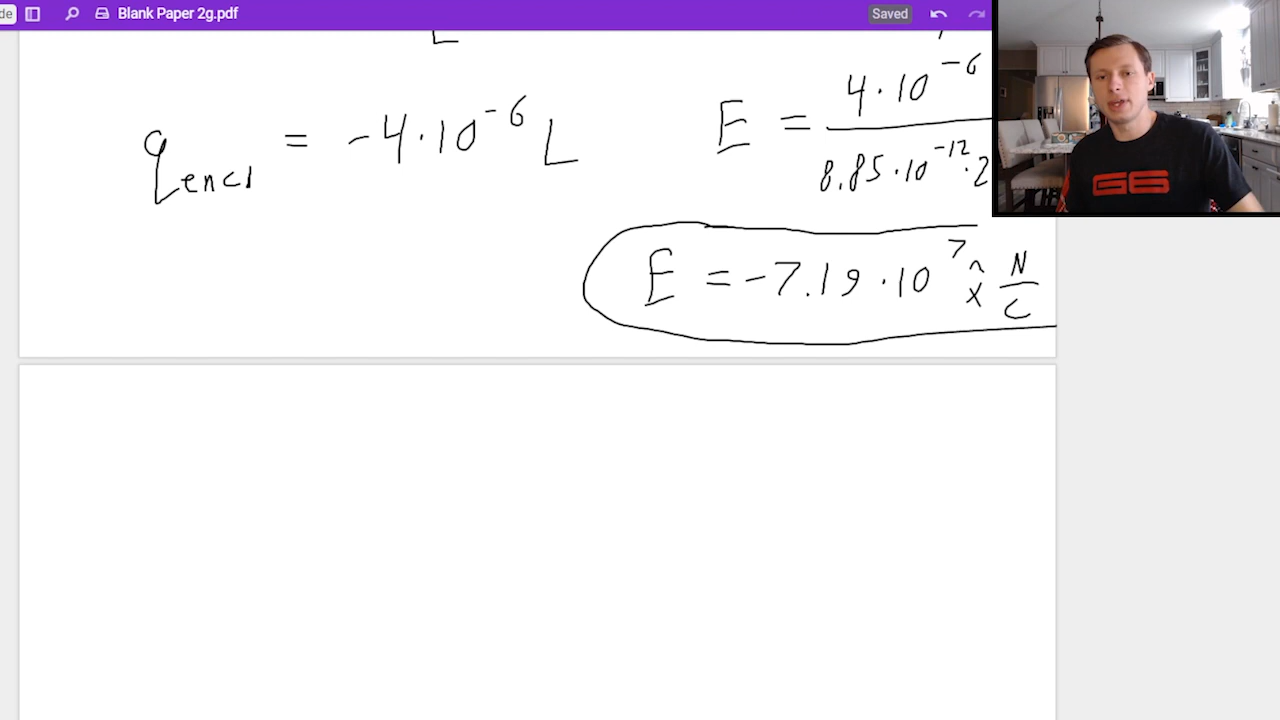 de
Blank Paper 2g.pdf
Saved
q_encl = -4·10^-6 L
E = 4·10^-6 / 8.85·10^-12·2
E = -7.19·10^7 x̂ N/C